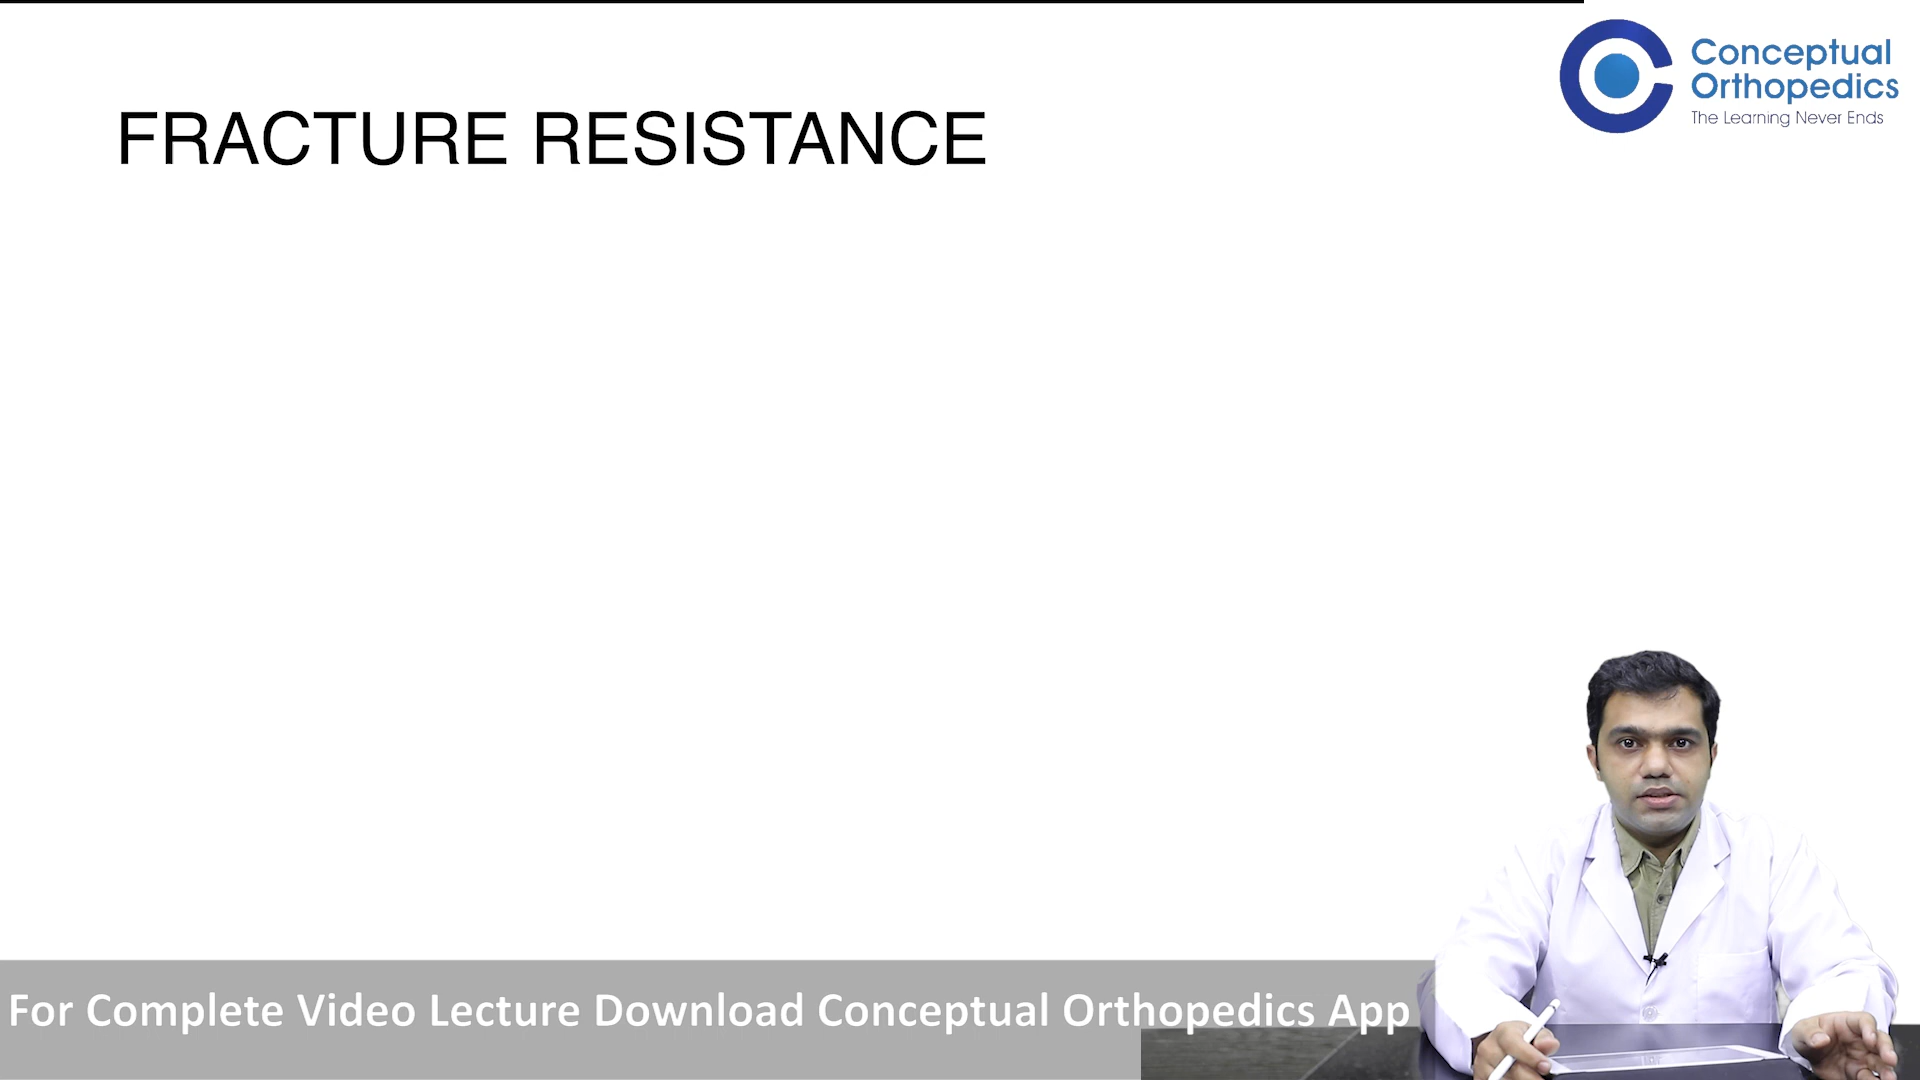 FRACTURE RESISTANCE
Conceptual
Orthopedics
The Learning Never Ends
For Complete Video Lecture Download Conceptual Orthopedics App